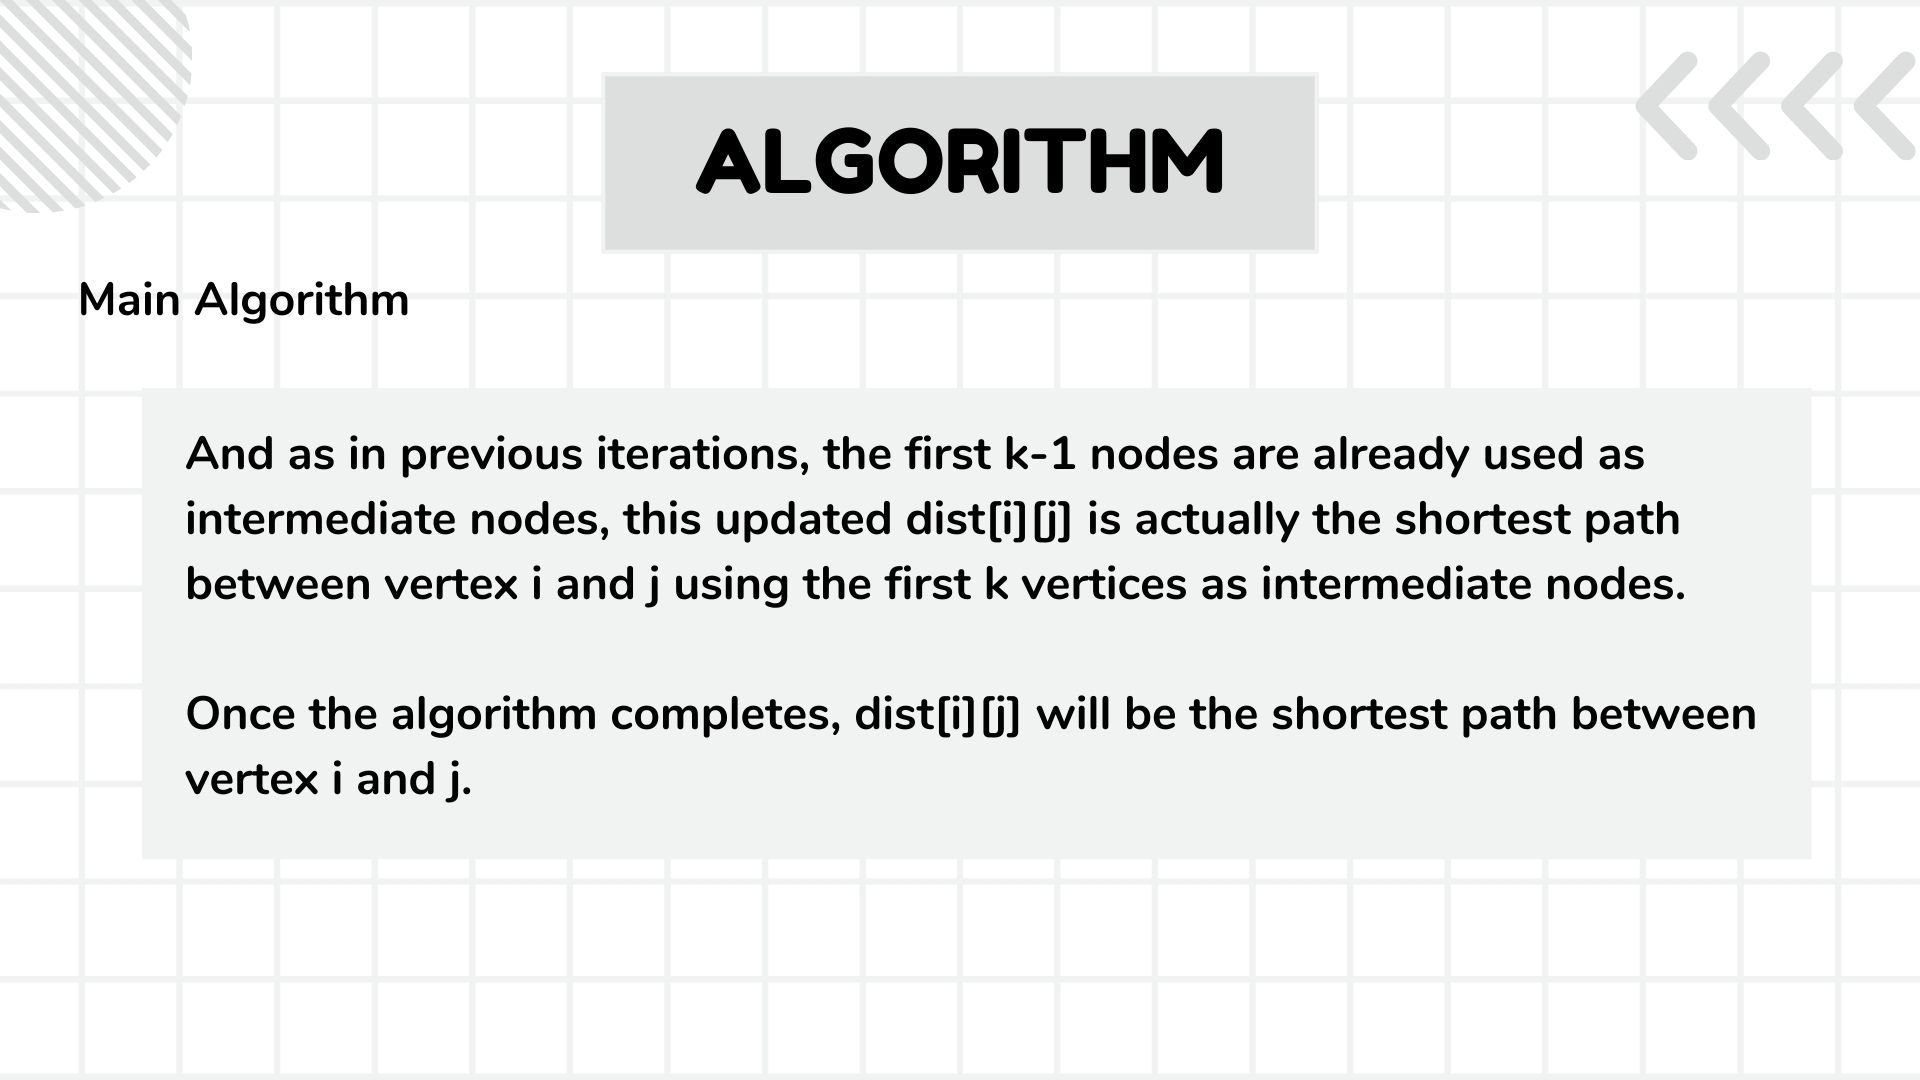 ALGORITHM
Main Algorithm
And as in previous iterations, the first k-1 nodes are already used as
intermediate nodes, this updated dist[i][j] is actually the shortest path
between vertex i and j using the first k vertices as intermediate nodes.
Once the algorithm completes, dist[i][j] will be the shortest path between
vertex i and j.